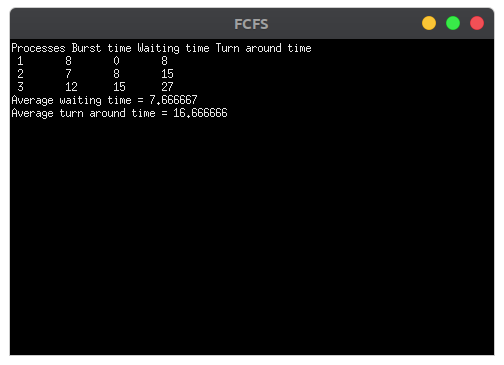 FCFS
Processes Burst time Waiting time Turn around time
1 8 0 8
2 7 8 15
3 12 15 27
Average waiting time = 7.666667
Average turn around time = 16.666666